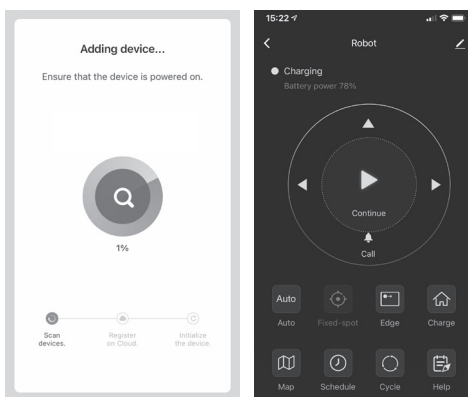 Adding device...
Ensure that the device is powered on.
1%
Scan
devices.
Register
on Cloud.
Initialize
the device.
15:22
Robot
Charging
Battery power 78%
Continue
Call
Auto
Auto
Fixed-spot
Edge
Charge
Map
Schedule
Cycle
Help